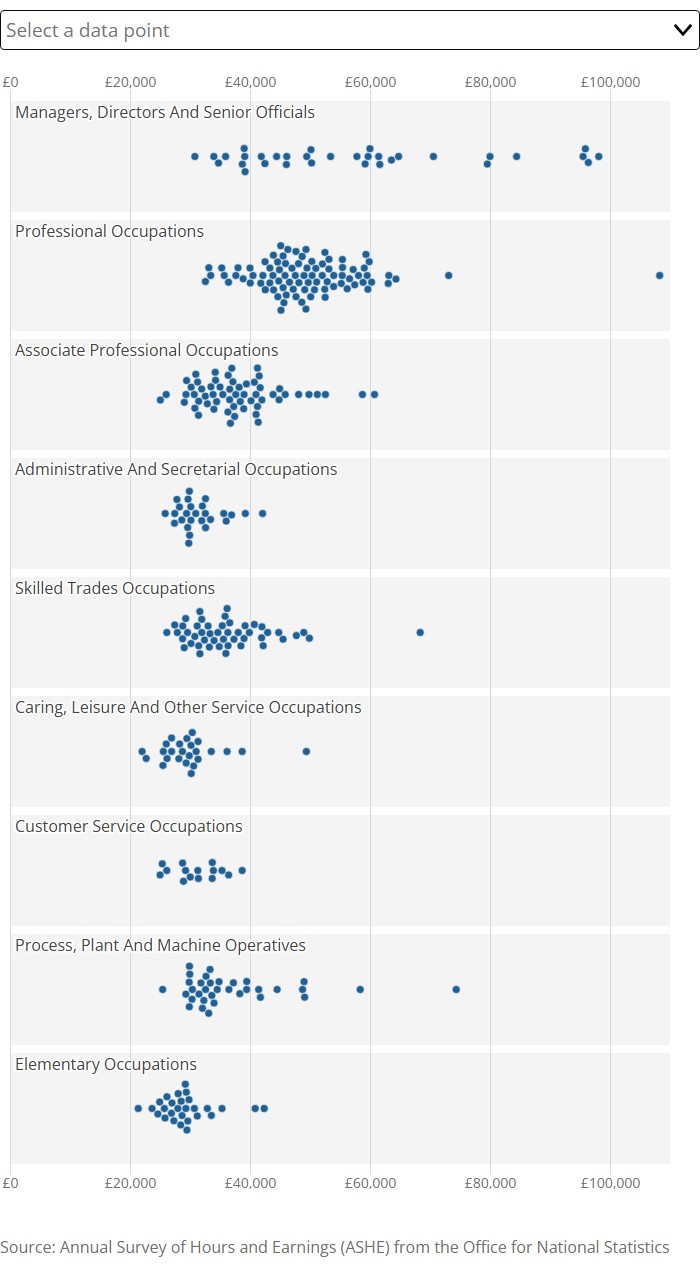 Select a data point
£0 £20,000 £40,000 £60,000 £80,000 £100,000
Managers, Directors And Senior Officials
Professional Occupations
Associate Professional Occupations
Administrative And Secretarial Occupations
Skilled Trades Occupations
Caring, Leisure And Other Service Occupations
Customer Service Occupations
Process, Plant And Machine Operatives
Elementary Occupations
£0 £20,000 £40,000 £60,000 £80,000 £100,000
Source: Annual Survey of Hours and Earnings (ASHE) from the Office for National Statistics